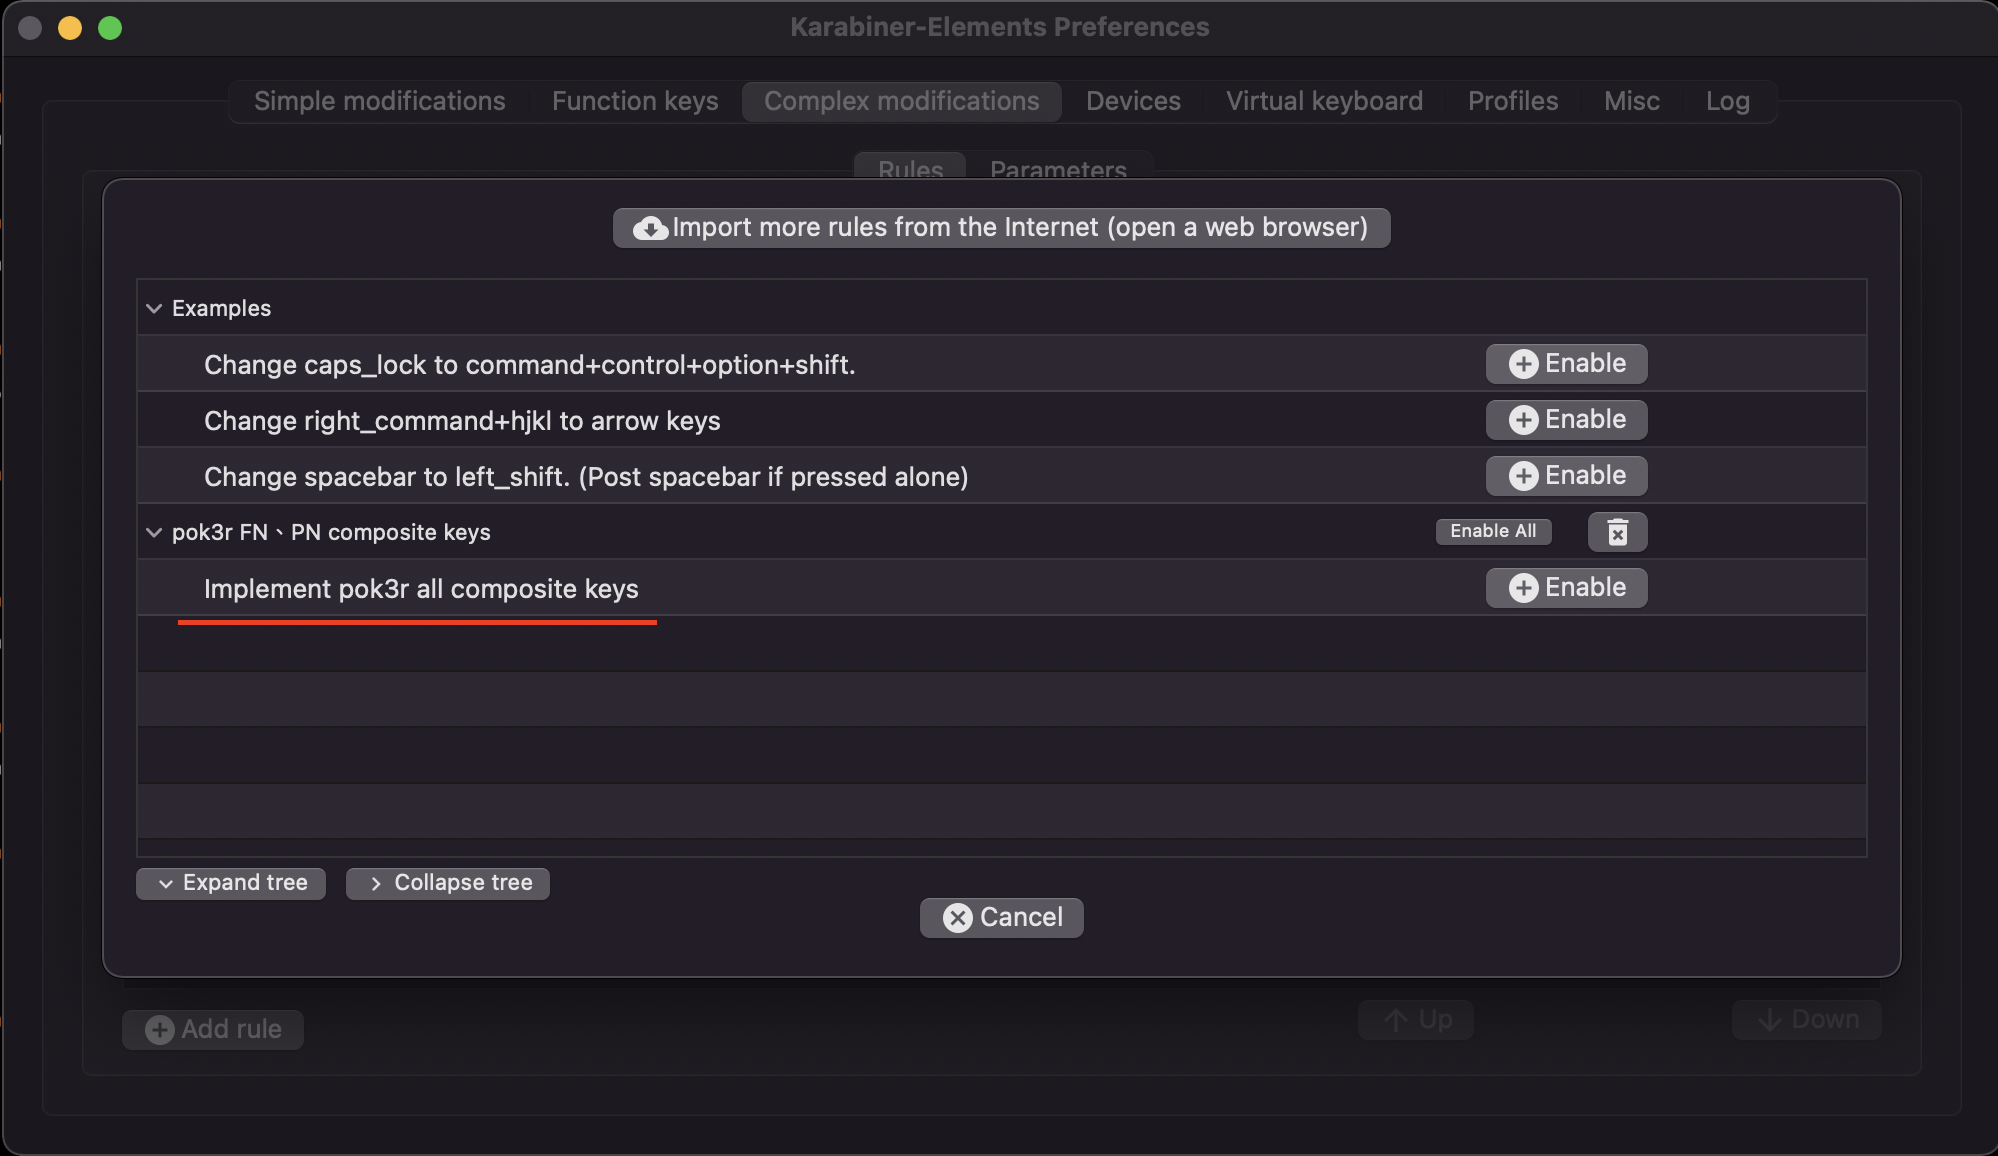 Karabiner-Elements Preferences
Simple modifications Function keys Complex modifications Devices Virtual keyboard Profiles Misc Log
Rules Parameters
Import more rules from the Internet (open a web browser)
Examples
Change caps_lock to command+control+option+shift. Enable
Change right_command+hjkl to arrow keys Enable
Change spacebar to left_shift. (Post spacebar if pressed alone) Enable
pok3r FN、PN composite keys Enable All
Implement pok3r all composite keys Enable
Expand tree Collapse tree
Cancel
Add rule Up Down